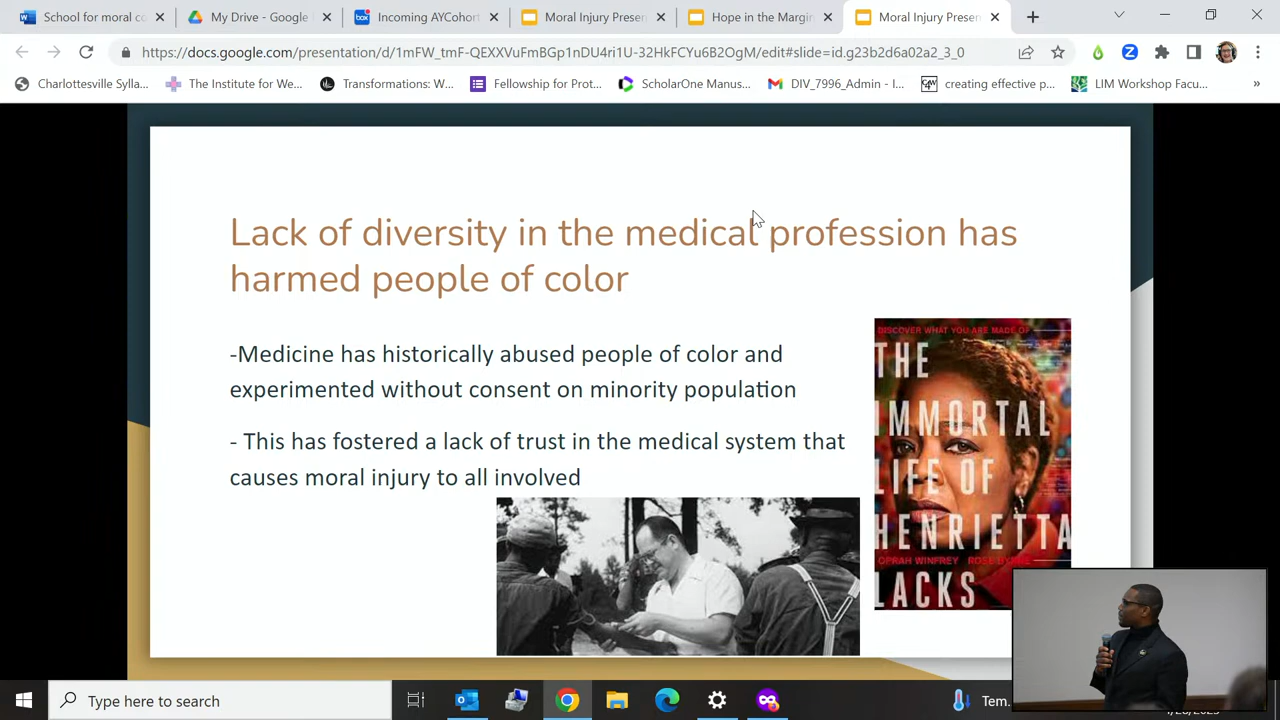 School for moral co
My Drive - Google
Incoming AYCohort
Moral Injury Presen
Hope in the Margin
Moral Injury Presen
https://docs.google.com/presentation/d/1mFW_tmF-QEXXVuFmBGp1nDU4ri1U-32HkFCYu6B2OgM/edit#slide=id.g23b2d6a02a2_3_0
Charlottesville Sylla...
The Institute for We...
Transformations: W...
Fellowship for Prot...
ScholarOne Manus...
DIV_7996_Admin - I...
creating effective p...
LIM Workshop Facu...
Lack of diversity in the medical profession has
harmed people of color
-Medicine has historically abused people of color and
experimented without consent on minority population
- This has fostered a lack of trust in the medical system that
causes moral injury to all involved
DISCOVER WHAT YOU ARE MADE OF
THE
IMMORTAL
LIFE OF
HENRIETTA
OPRAH WINFREY ROSE BYRNE
LACKS
Type here to search
Tem.